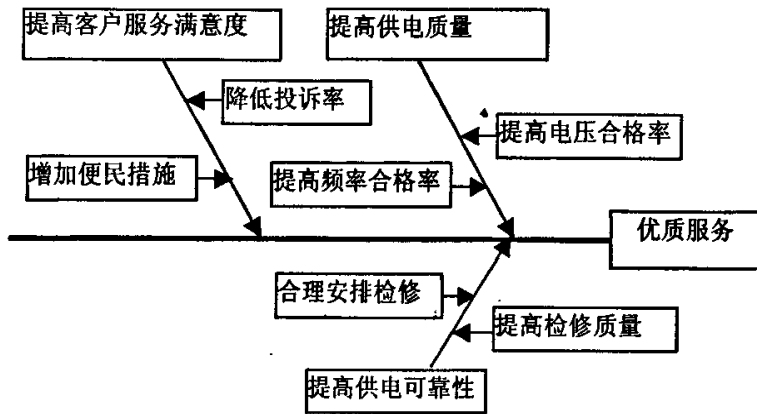 提高客户服务满意度
提高供电质量
降低投诉率
提高电压合格率
增加便民措施
提高频率合格率
优质服务
合理安排检修
提高检修质量
提高供电可靠性